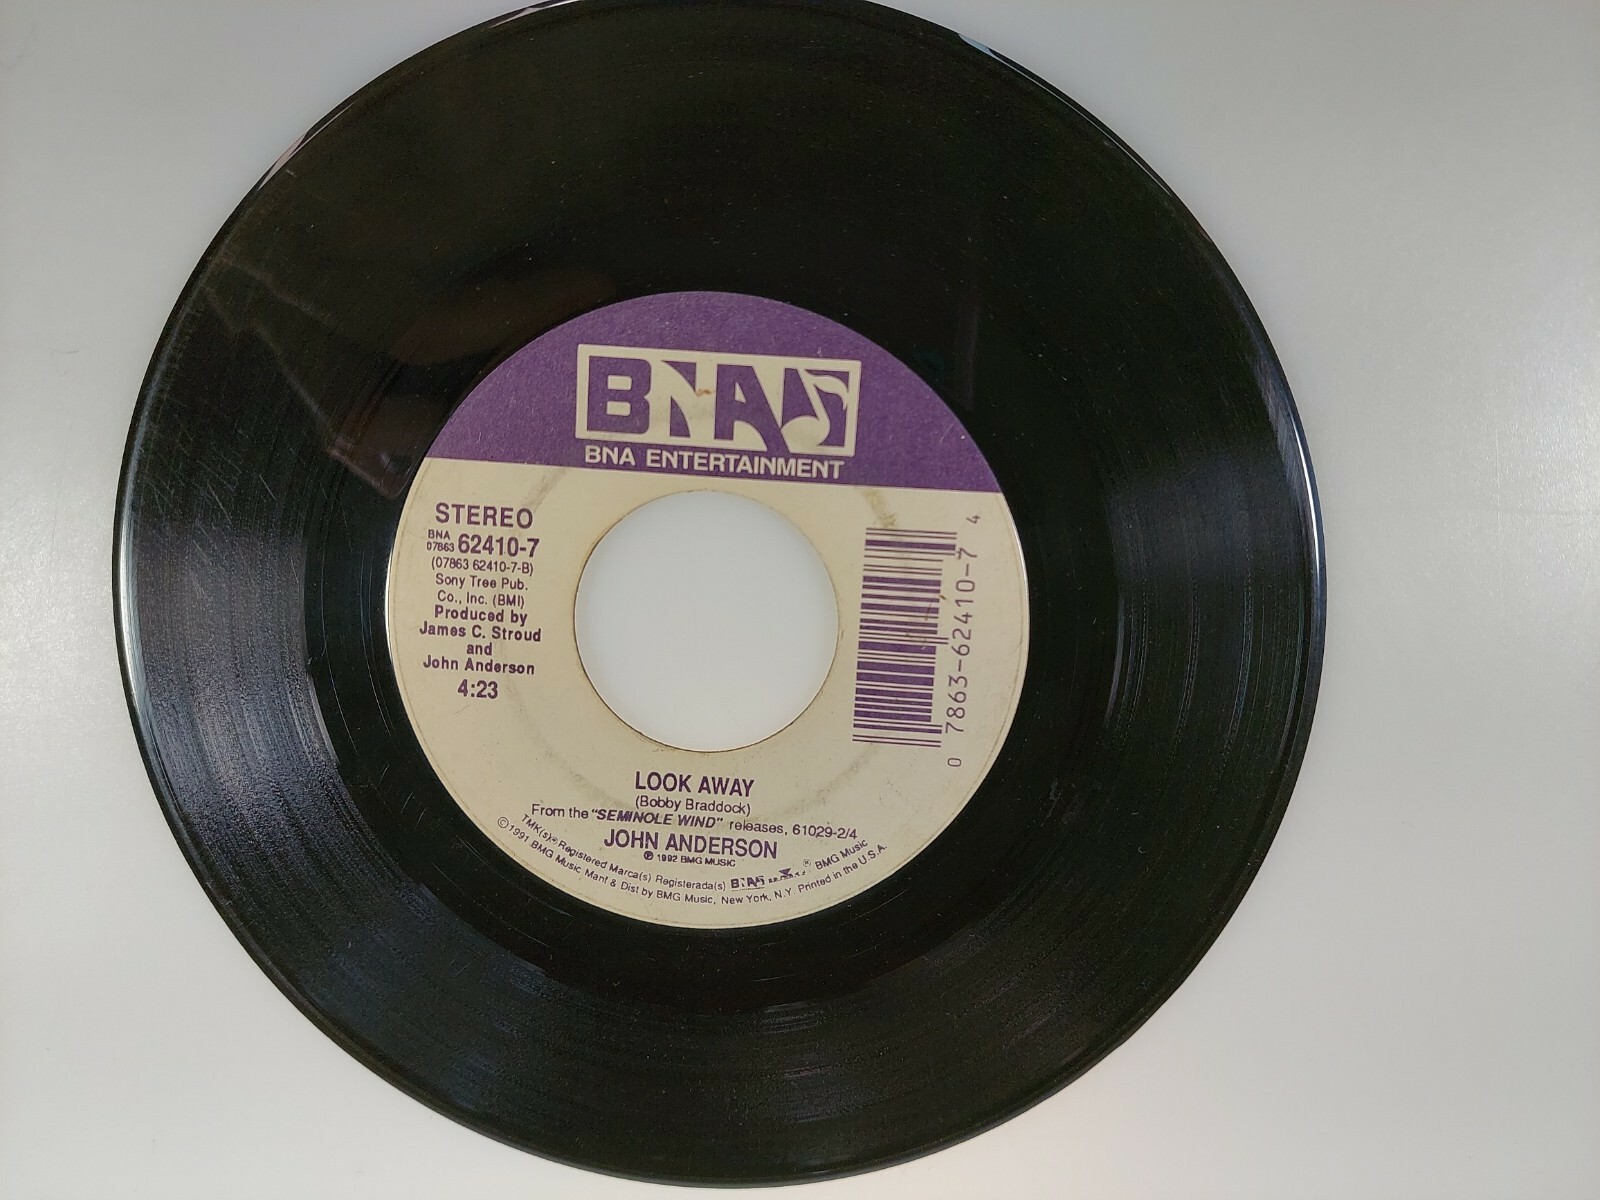 BNA
BNA ENTERTAINMENT
STEREO
BNA
07863 62410-7
(07863 62410-7-B)
Sony Tree Pub.
Co., Inc. (BMI)
Produced by
James C. Stroud
and
John Anderson
4:23
0 7863-62410-7 4
LOOK AWAY
(Bobby Braddock)
From the "SEMINOLE WIND" releases, 61029-2/4
JOHN ANDERSON
℗ 1992 BMG MUSIC
TMK(s)® Registered Marca(s) Registerada(s) BNA ® BMG Music
©1991 BMG Music Manf & Dist by BMG Music, New York, N.Y. Printed in the U.S.A.